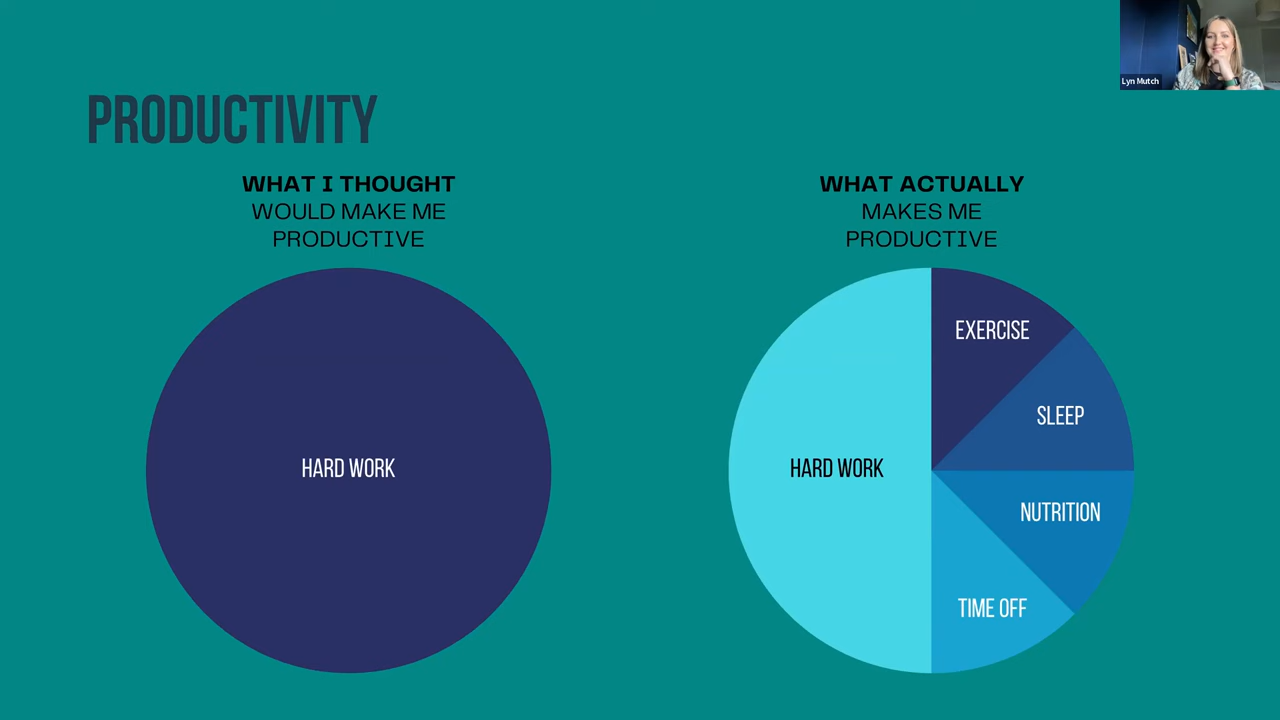 Lyn Mutch
PRODUCTIVITY
WHAT I THOUGHT
WOULD MAKE ME
PRODUCTIVE
HARD WORK
WHAT ACTUALLY
MAKES ME
PRODUCTIVE
EXERCISE
SLEEP
HARD WORK
NUTRITION
TIME OFF